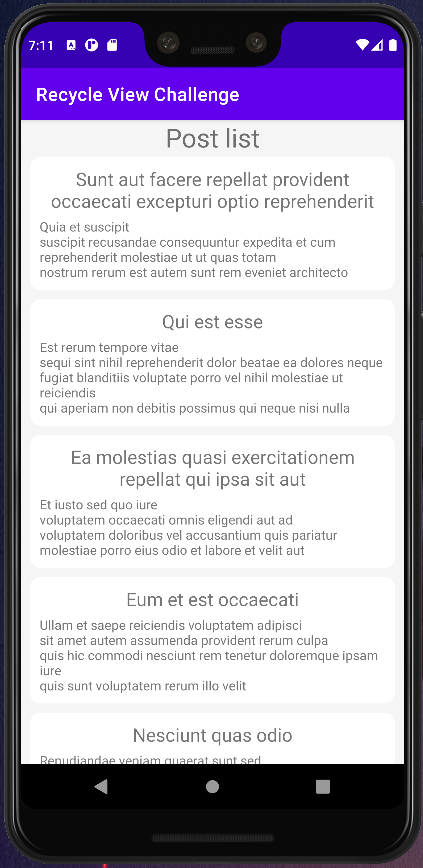 7:11
Recycle View Challenge
Post list
Sunt aut facere repellat provident
occaecati excepturi optio reprehenderit
Quia et suscipit
suscipit recusandae consequuntur expedita et cum
reprehenderit molestiae ut ut quas totam
nostrum rerum est autem sunt rem eveniet architecto
Qui est esse
Est rerum tempore vitae
sequi sint nihil reprehenderit dolor beatae ea dolores neque
fugiat blanditiis voluptate porro vel nihil molestiae ut
reiciendis
qui aperiam non debitis possimus qui neque nisi nulla
Ea molestias quasi exercitationem
repellat qui ipsa sit aut
Et iusto sed quo iure
voluptatem occaecati omnis eligendi aut ad
voluptatem doloribus vel accusantium quis pariatur
molestiae porro eius odio et labore et velit aut
Eum et est occaecati
Ullam et saepe reiciendis voluptatem adipisci
sit amet autem assumenda provident rerum culpa
quis hic commodi nesciunt rem tenetur doloremque ipsam
iure
quis sunt voluptatem rerum illo velit
Nesciunt quas odio
Repudiandae veniam quaerat sunt sed